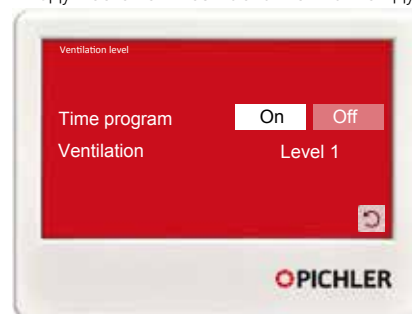 Ventilation level
Time program On Off
Ventilation Level 1
PICHLER